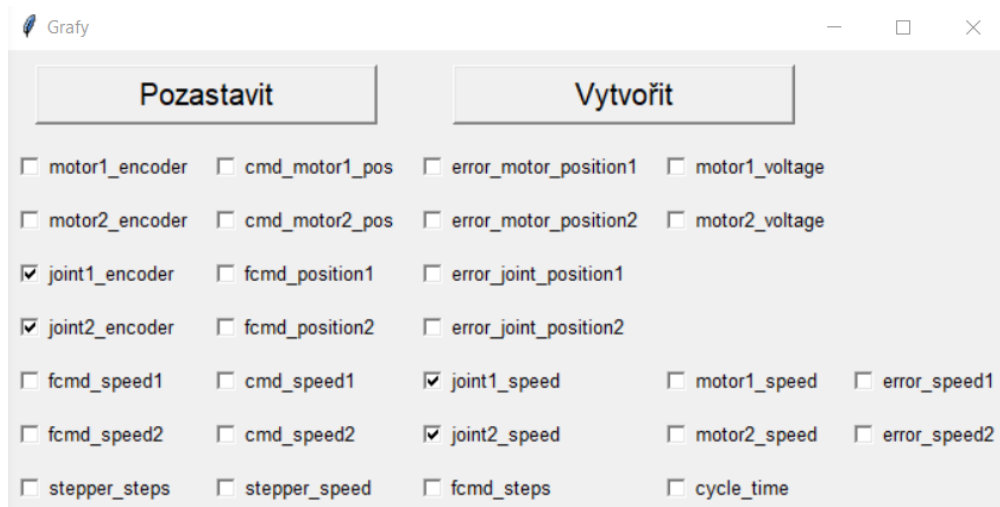 Grafy
Pozastavit Vytvořit
motor1_encoder cmd_motor1_pos error_motor_position1 motor1_voltage
motor2_encoder cmd_motor2_pos error_motor_position2 motor2_voltage
joint1_encoder fcmd_position1 error_joint_position1
joint2_encoder fcmd_position2 error_joint_position2
fcmd_speed1 cmd_speed1 joint1_speed motor1_speed error_speed1
fcmd_speed2 cmd_speed2 joint2_speed motor2_speed error_speed2
stepper_steps stepper_speed fcmd_steps cycle_time